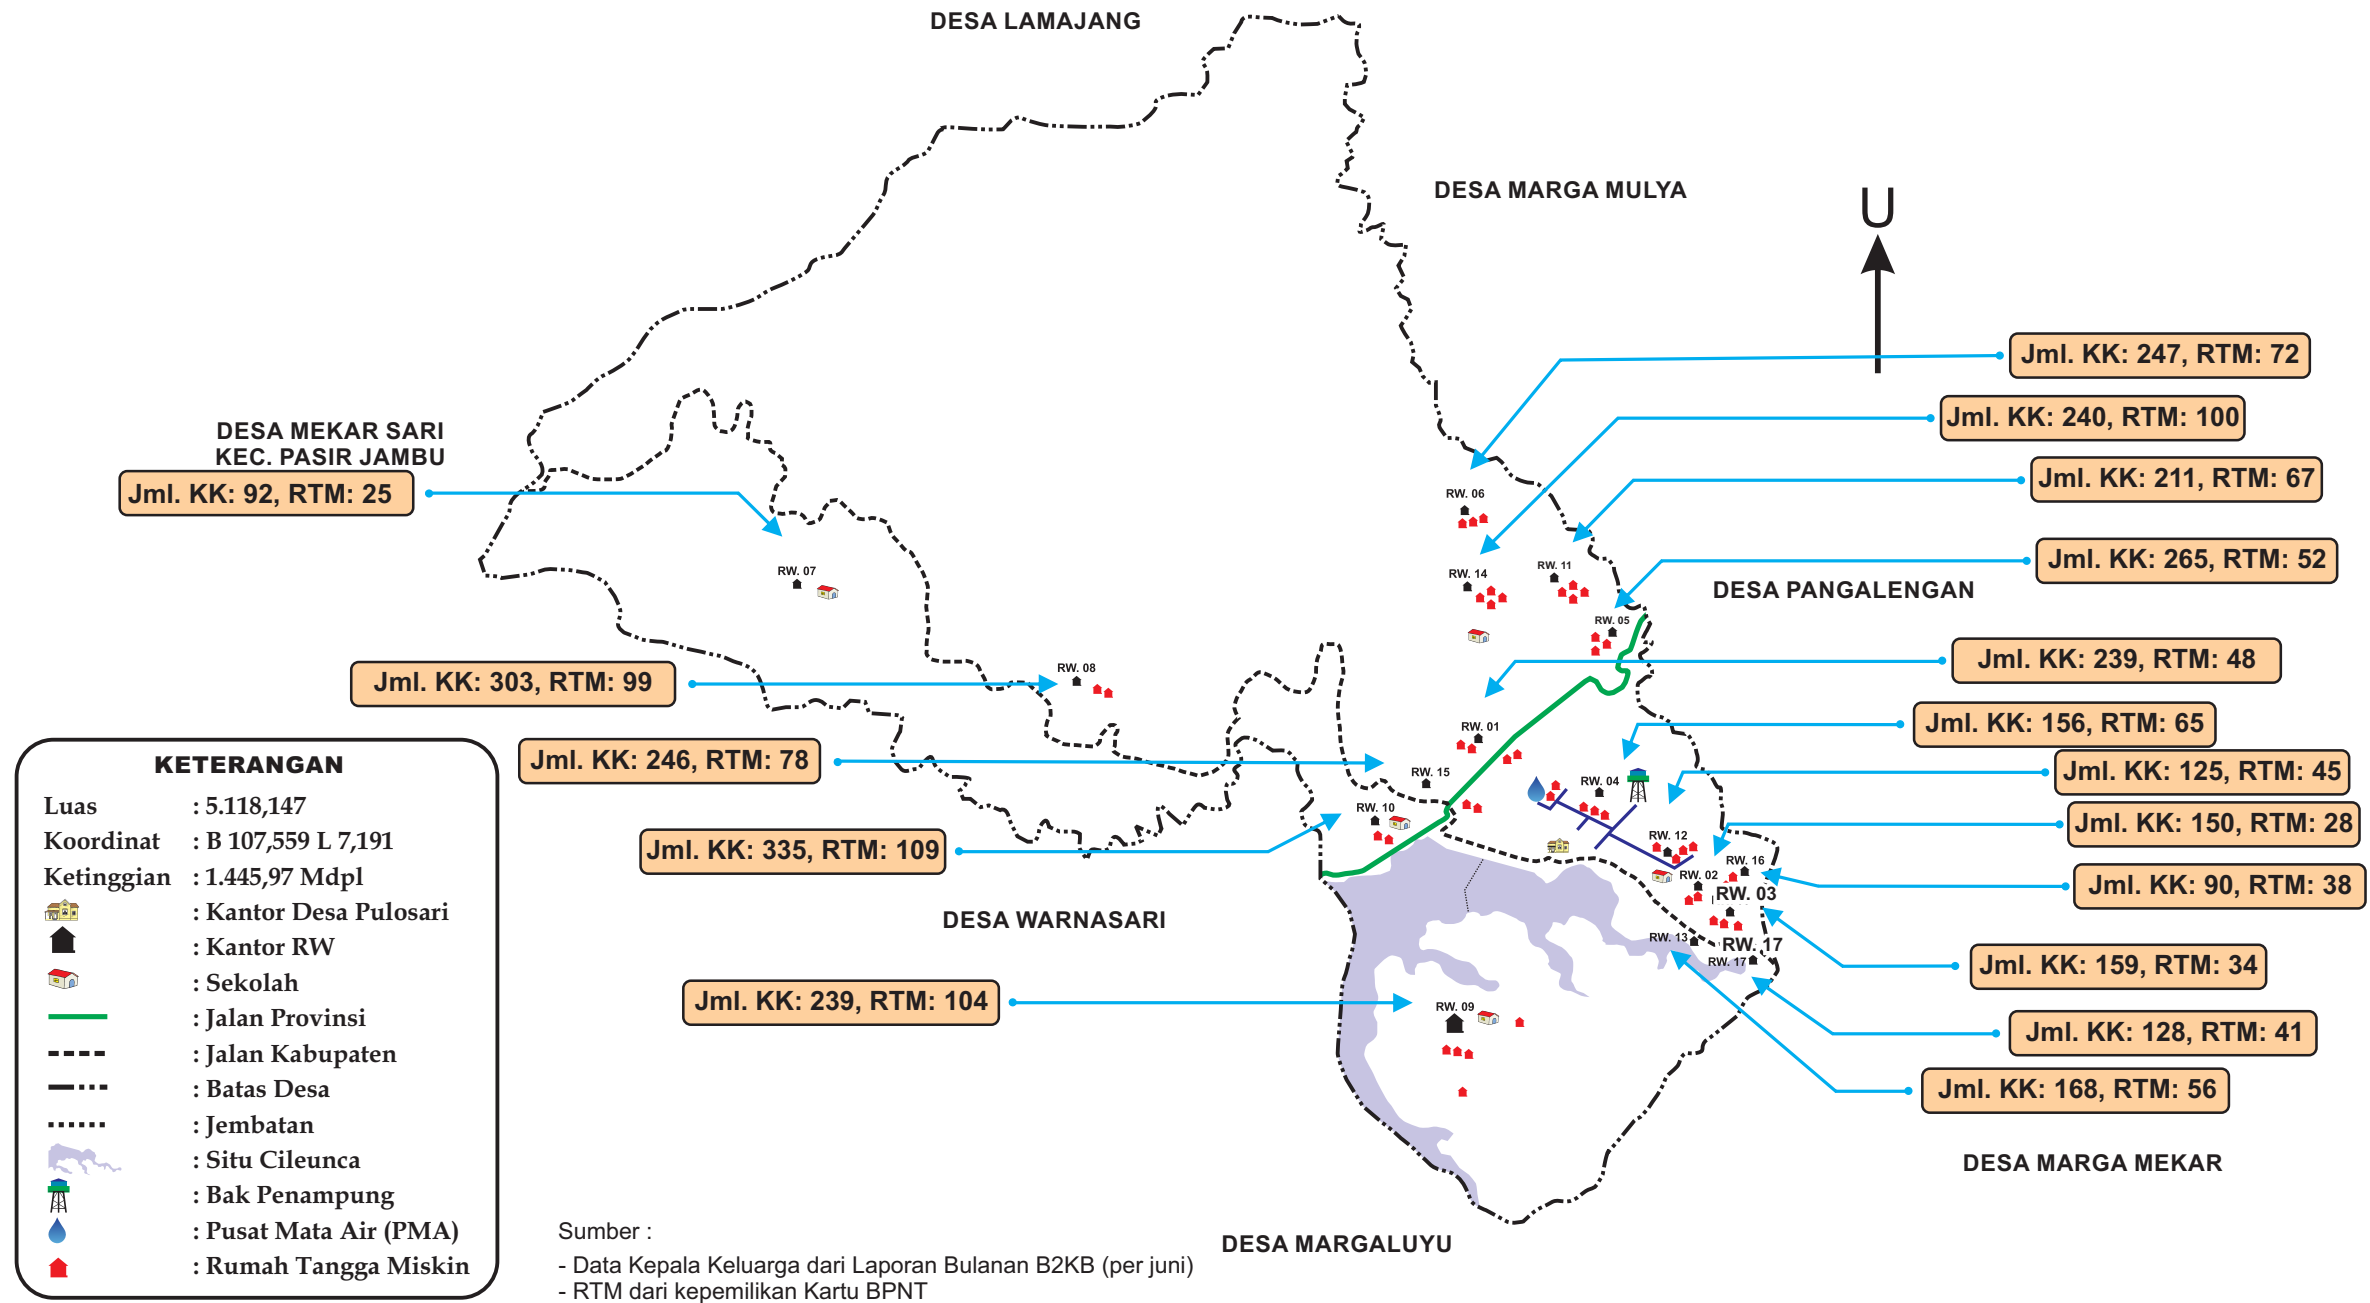 DESA LAMAJANG
DESA MARGA MULYA
U
Jml. KK: 247, RTM: 72
Jml. KK: 240, RTM: 100
DESA MEKAR SARI
KEC. PASIR JAMBU
Jml. KK: 92, RTM: 25
Jml. KK: 211, RTM: 67
RW. 06
Jml. KK: 265, RTM: 52
RW. 07
RW. 14
RW. 11
DESA PANGALENGAN
RW. 05
Jml. KK: 239, RTM: 48
RW. 08
Jml. KK: 303, RTM: 99
RW. 01
Jml. KK: 156, RTM: 65
Jml. KK: 246, RTM: 78
RW. 15
RW. 04
Jml. KK: 125, RTM: 45
RW. 10
Jml. KK: 150, RTM: 28
RW. 12
Jml. KK: 335, RTM: 109
RW. 16
RW. 02
Jml. KK: 90, RTM: 38
RW. 03
DESA WARNASARI
RW. 13
RW. 17
RW. 17
Jml. KK: 159, RTM: 34
Jml. KK: 239, RTM: 104
RW. 09
Jml. KK: 128, RTM: 41
Jml. KK: 168, RTM: 56
DESA MARGA MEKAR
DESA MARGALUYU
KETERANGAN
Luas : 5.118,147
Koordinat : B 107,559 L 7,191
Ketinggian : 1.445,97 Mdpl
: Kantor Desa Pulosari
: Kantor RW
: Sekolah
: Jalan Provinsi
: Jalan Kabupaten
: Batas Desa
: Jembatan
: Situ Cileunca
: Bak Penampung
: Pusat Mata Air (PMA)
: Rumah Tangga Miskin
Sumber :
- Data Kepala Keluarga dari Laporan Bulanan B2KB (per juni)
- RTM dari kepemilikan Kartu BPNT